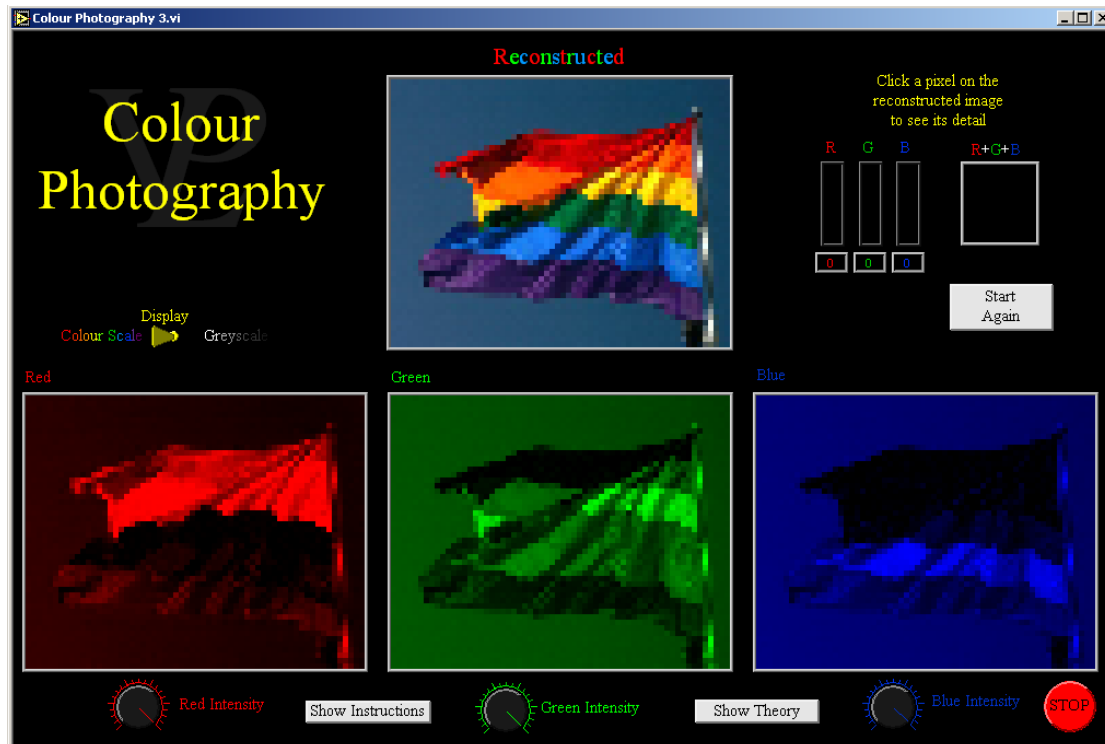 Colour Photography 3.vi
Reconstructed
Colour
Photography
VPL
Click a pixel on the
reconstructed image
to see its detail
R G B R+G+B
0 0 0
Start
Again
Display
Colour Scale Greyscale
Red Green Blue
Red Intensity
Show Instructions
Green Intensity
Show Theory
Blue Intensity
STOP